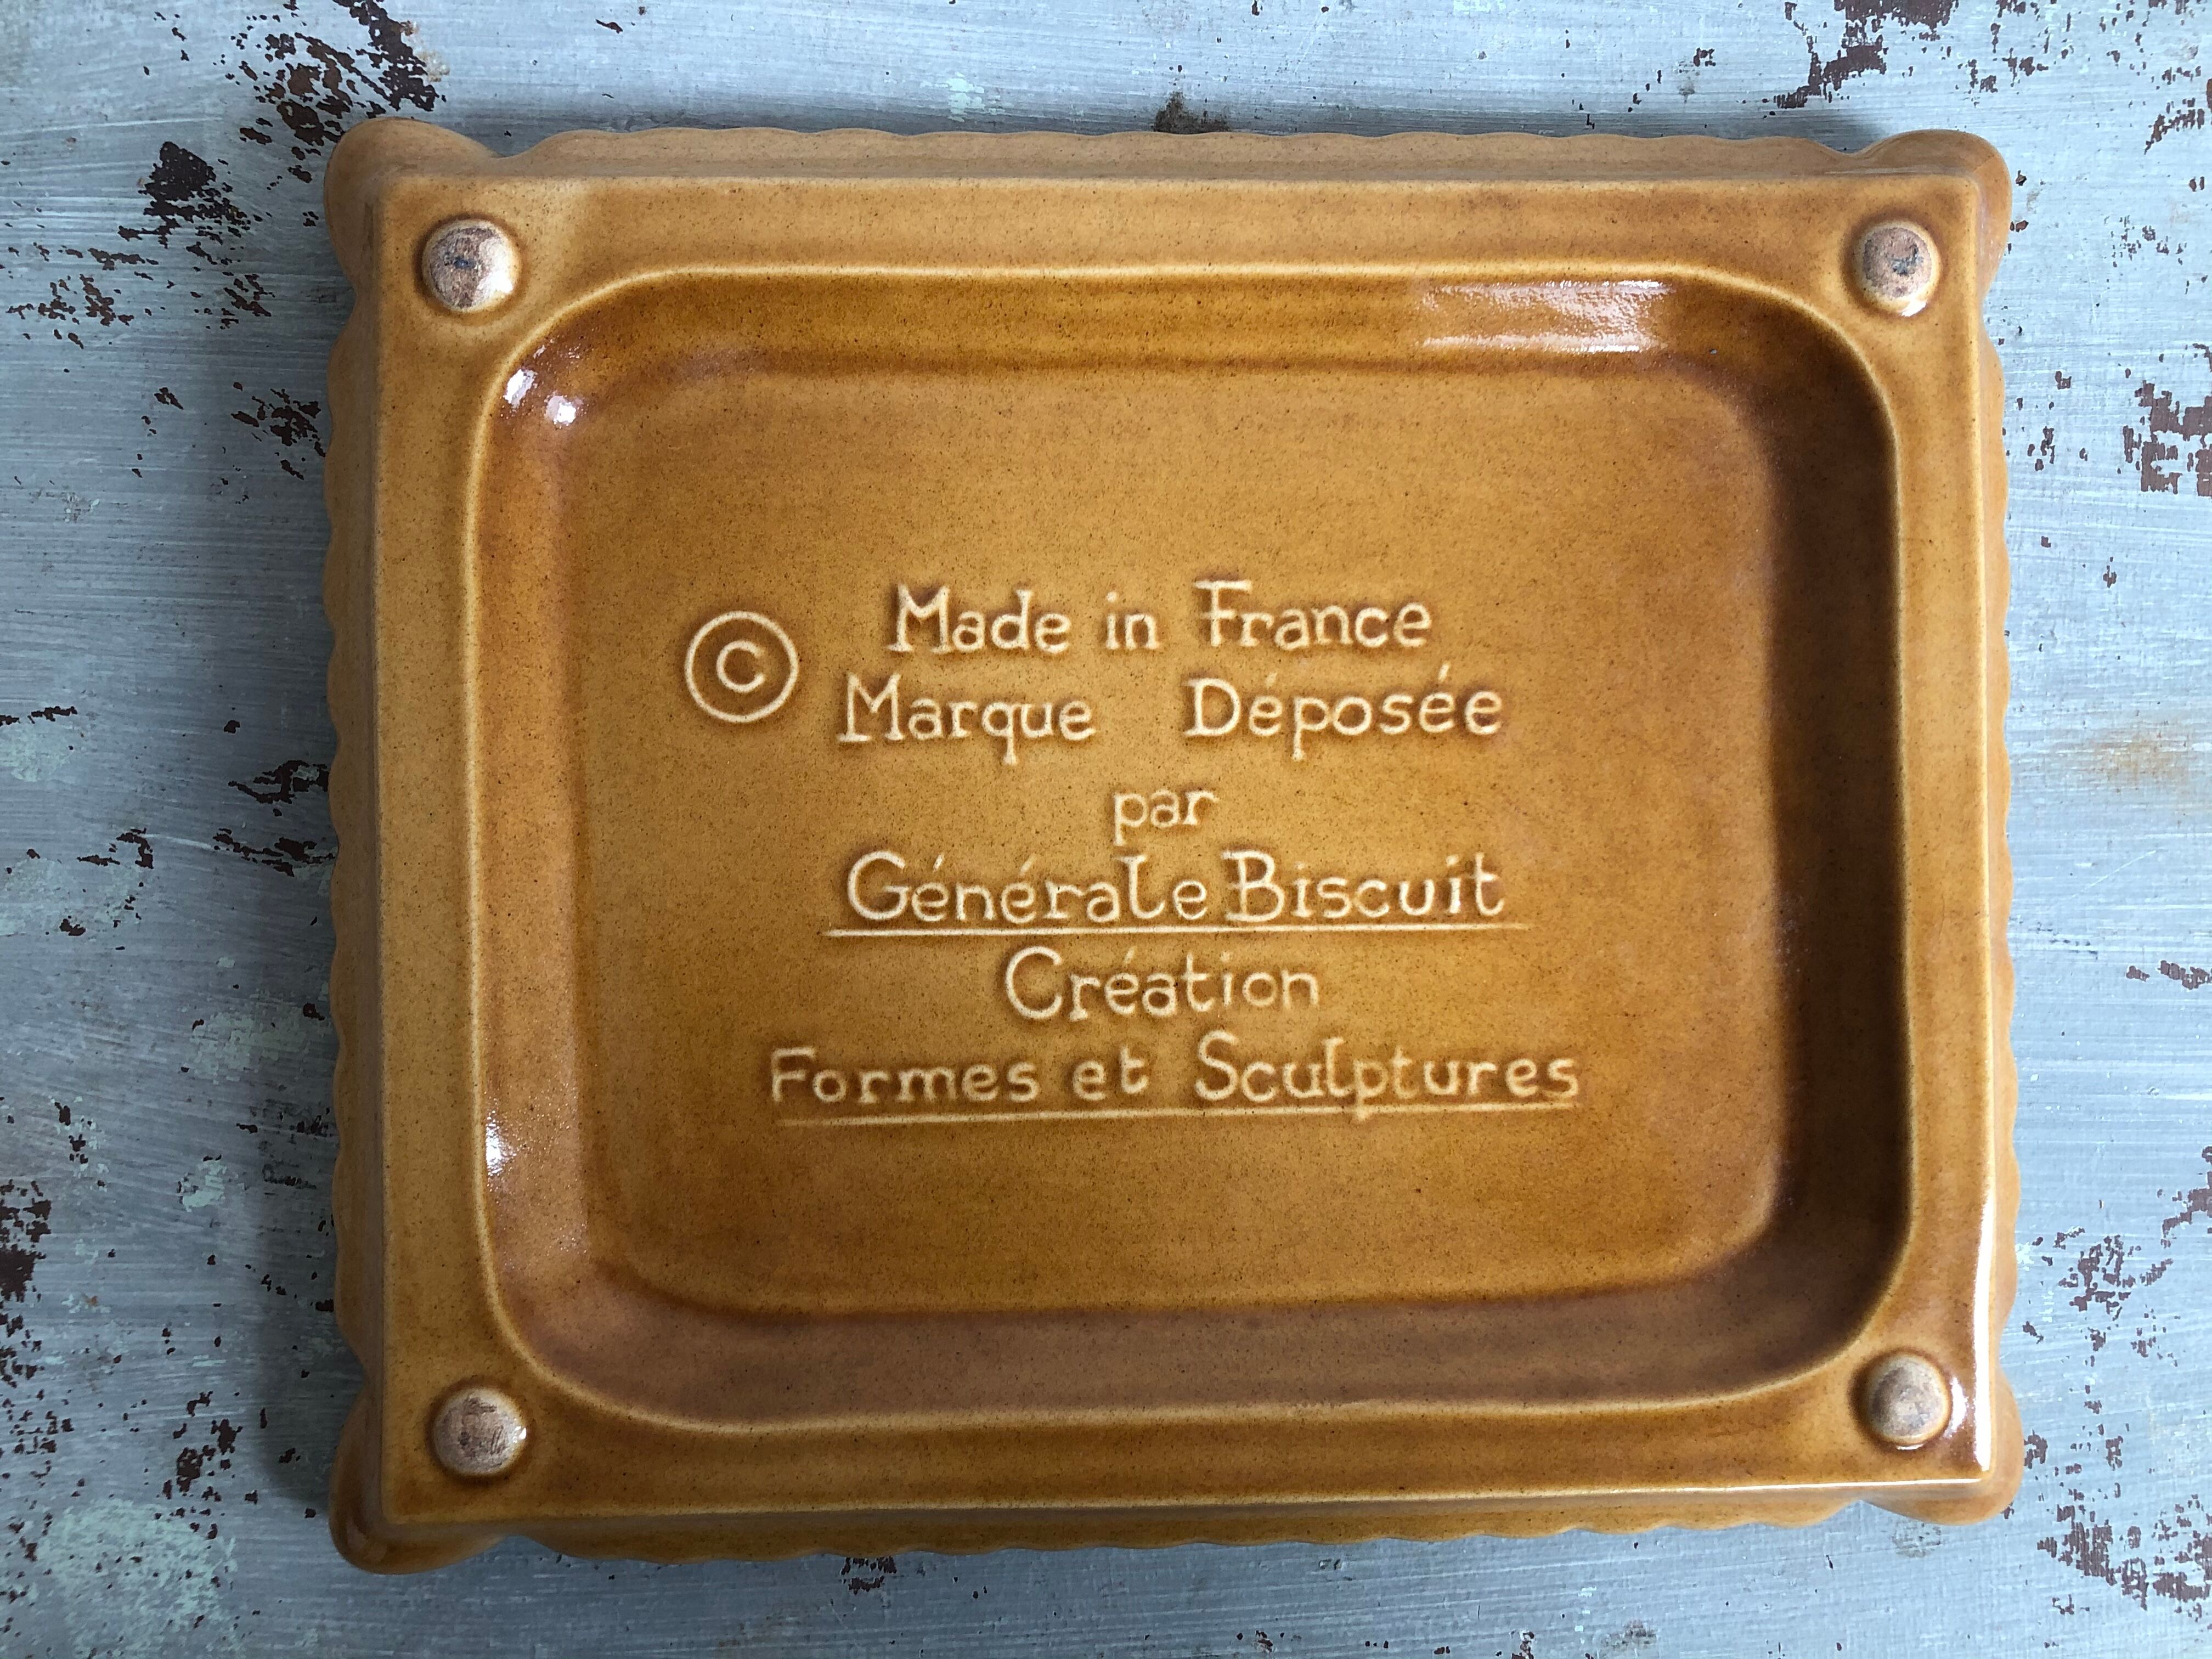 Made in France
© Marque Déposée
par
Générale Biscuit
Création
Formes et Sculptures